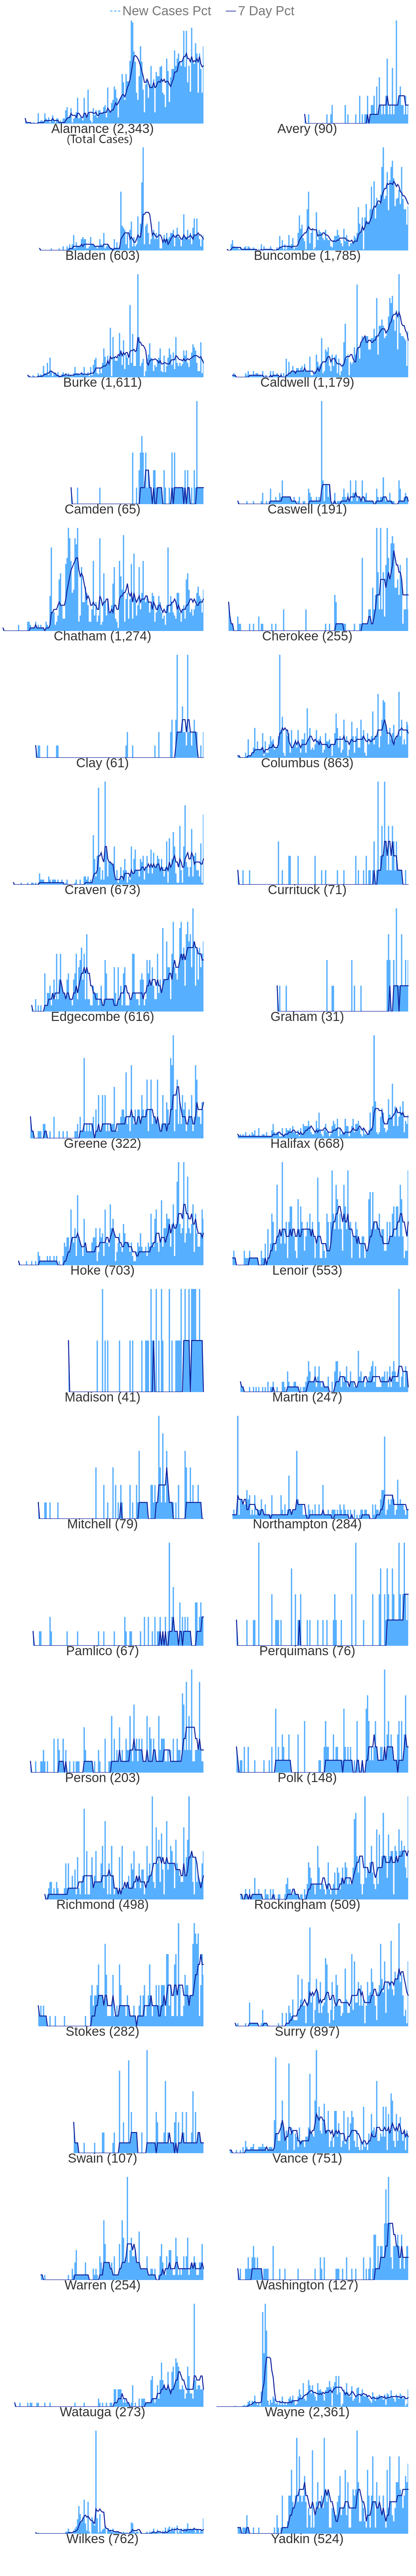 New Cases Pct 7 Day Pct
Alamance (2,343) Avery (90)
(Total Cases)
Bladen (603) Buncombe (1,785)
Burke (1,611) Caldwell (1,179)
Camden (65) Caswell (191)
Chatham (1,274) Cherokee (255)
Clay (61) Columbus (863)
Craven (673) Currituck (71)
Edgecombe (616) Graham (31)
Greene (322) Halifax (668)
Hoke (703) Lenoir (553)
Madison (41) Martin (247)
Mitchell (79) Northampton (284)
Pamlico (67) Perquimans (76)
Person (203) Polk (148)
Richmond (498) Rockingham (509)
Stokes (282) Surry (897)
Swain (107) Vance (751)
Warren (254) Washington (127)
Watauga (273) Wayne (2,361)
Wilkes (762) Yadkin (524)